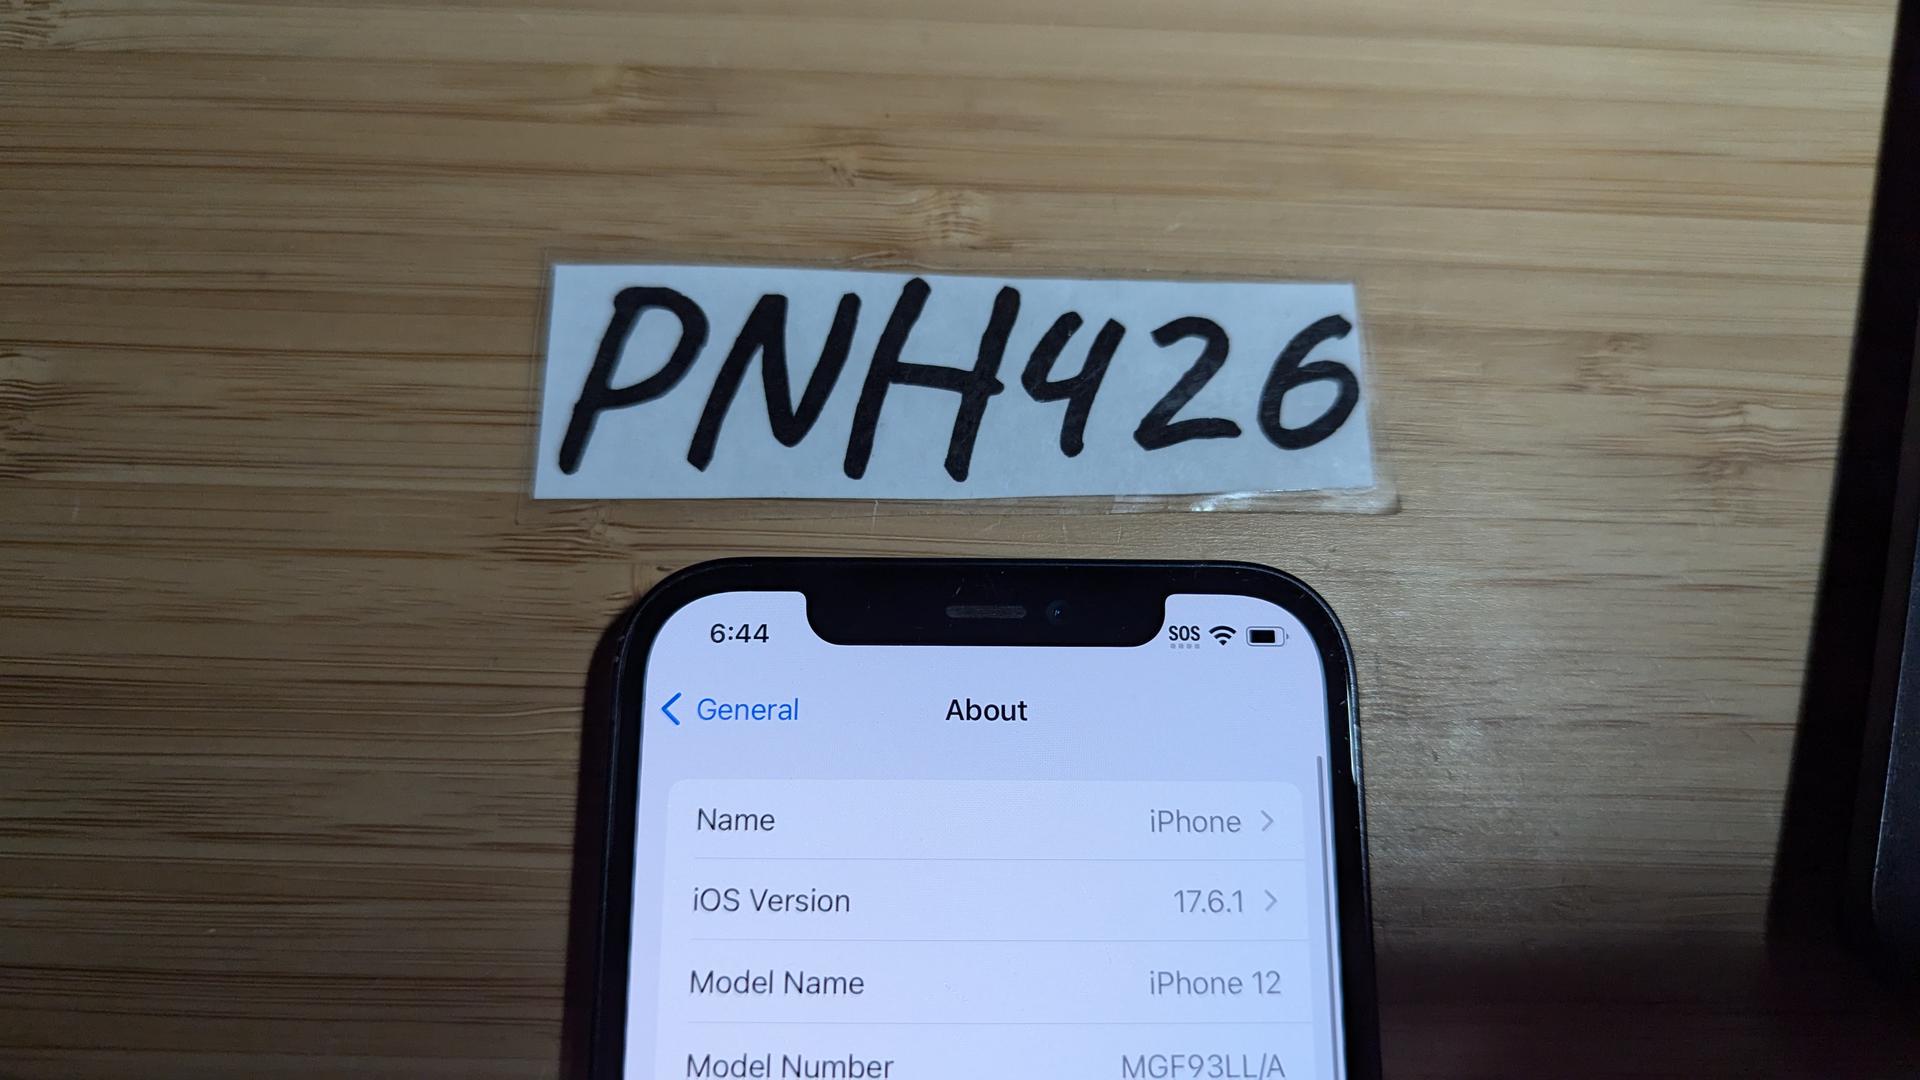 PNH426
6:44
SOS
General
About
Name iPhone
iOS Version 17.6.1
Model Name iPhone 12
Model Number MGF93LL/A